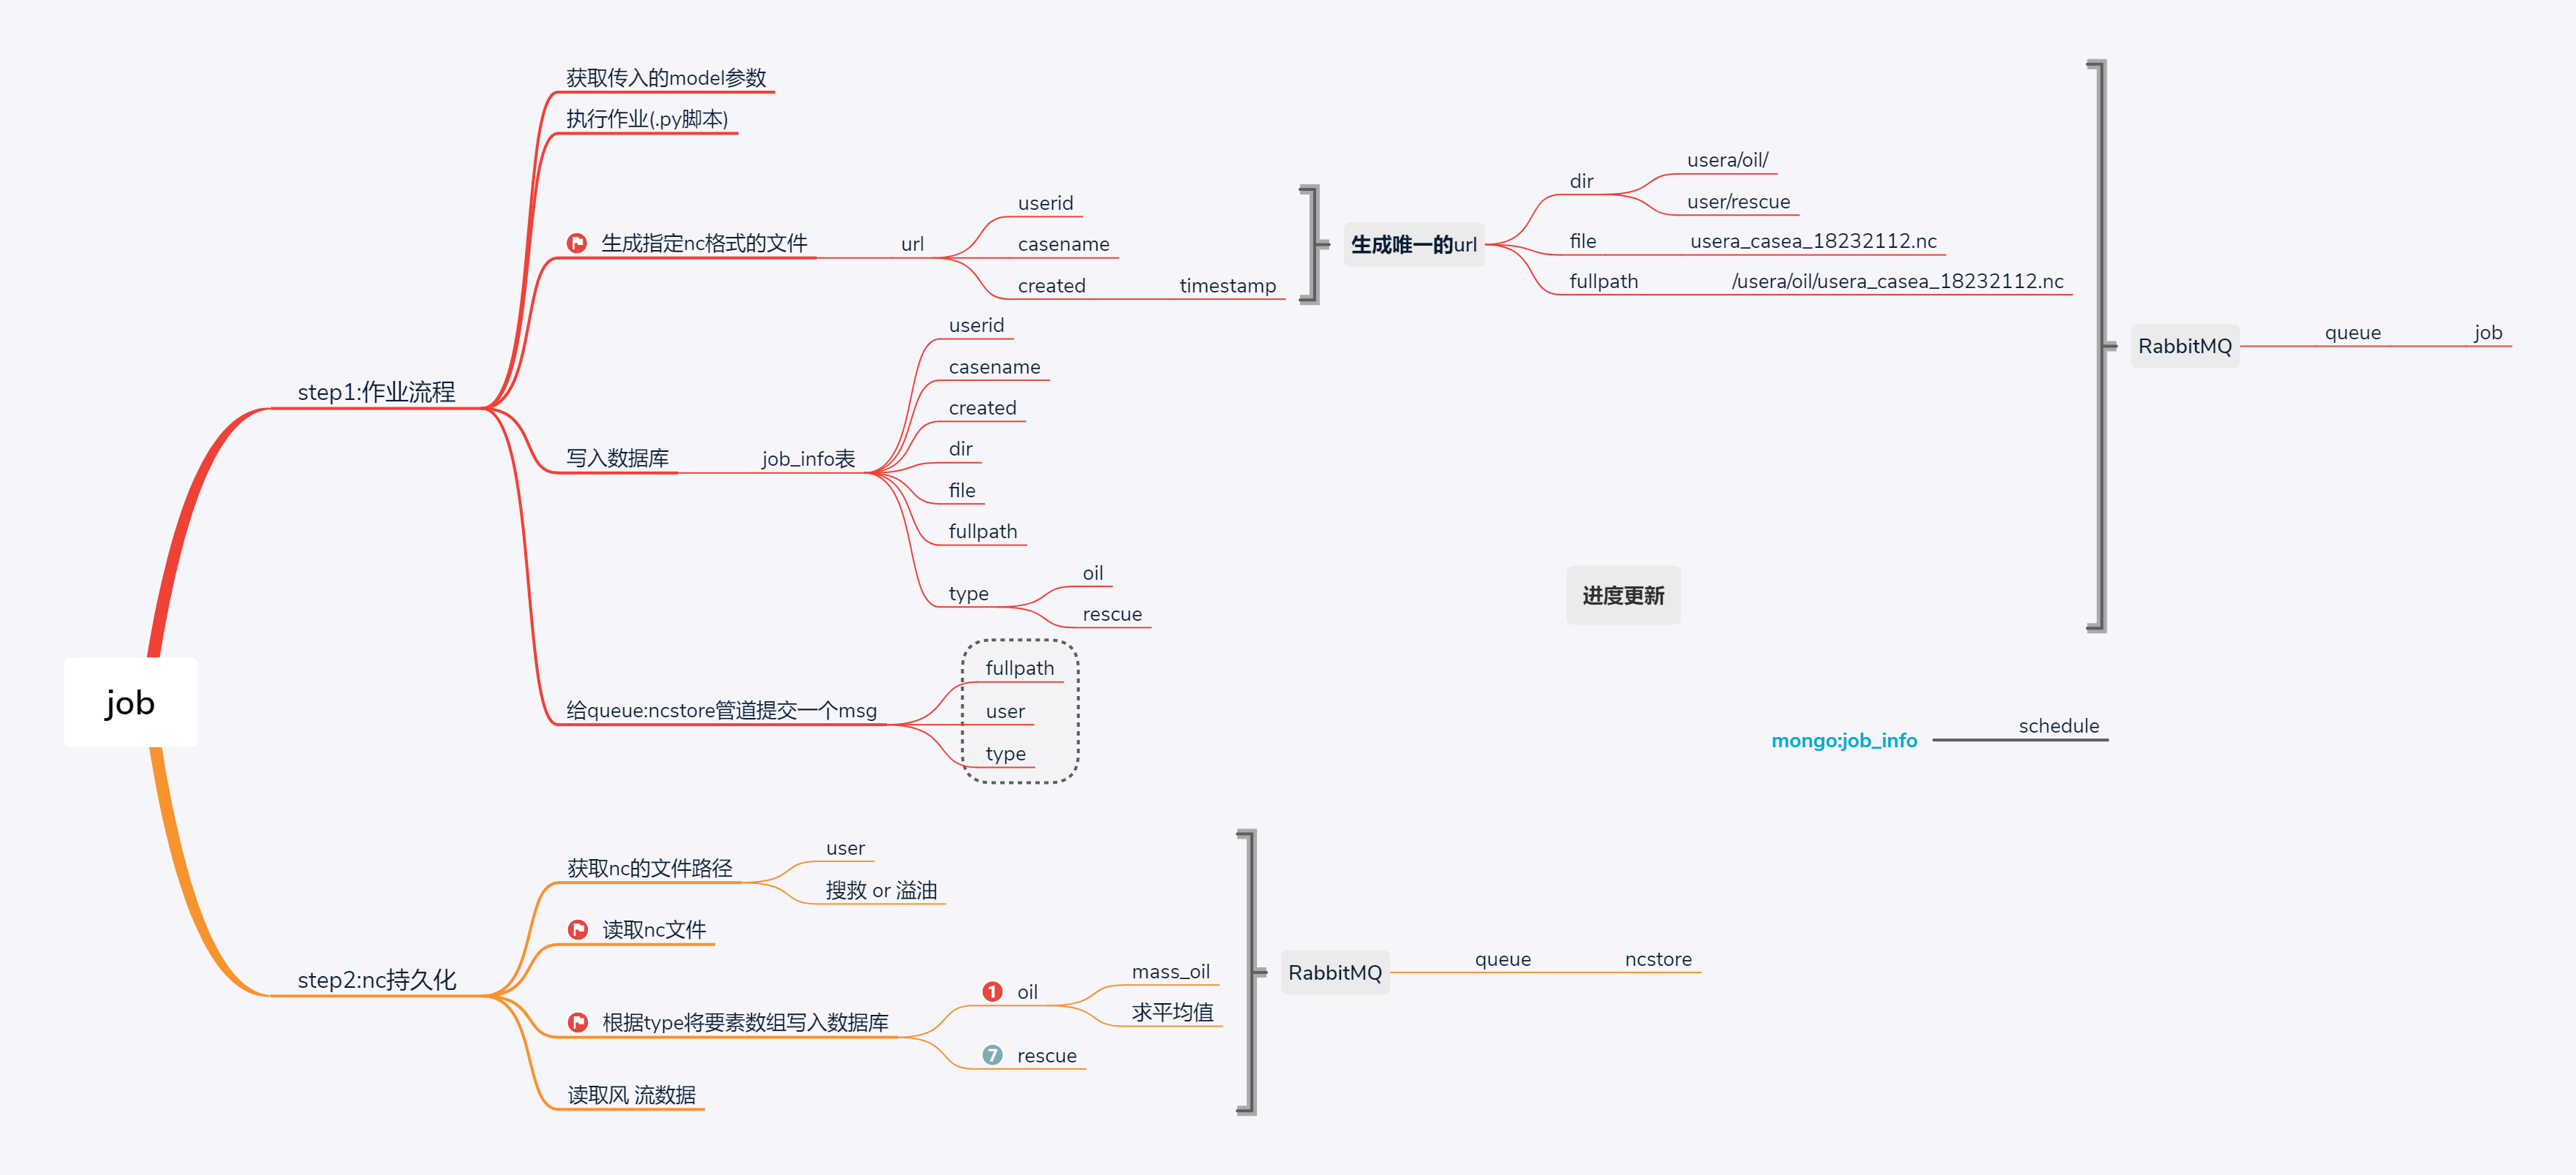 job
step1:作业流程
获取传入的model参数
执行作业(.py脚本)
生成指定nc格式的文件
url
userid
casename
created
timestamp
生成唯一的url
dir
usera/oil/
user/rescue
file
usera_casea_18232112.nc
fullpath
/usera/oil/usera_casea_18232112.nc
写入数据库
job_info表
userid
casename
created
dir
file
fullpath
type
oil
rescue
给queue:ncstore管道提交一个msg
fullpath
user
type
RabbitMQ
queue
job
进度更新
mongo:job_info
schedule
step2:nc持久化
获取nc的文件路径
user
搜救 or 溢油
读取nc文件
根据type将要素数组写入数据库
1
oil
mass_oil
求平均值
7
rescue
读取风 流数据
RabbitMQ
queue
ncstore